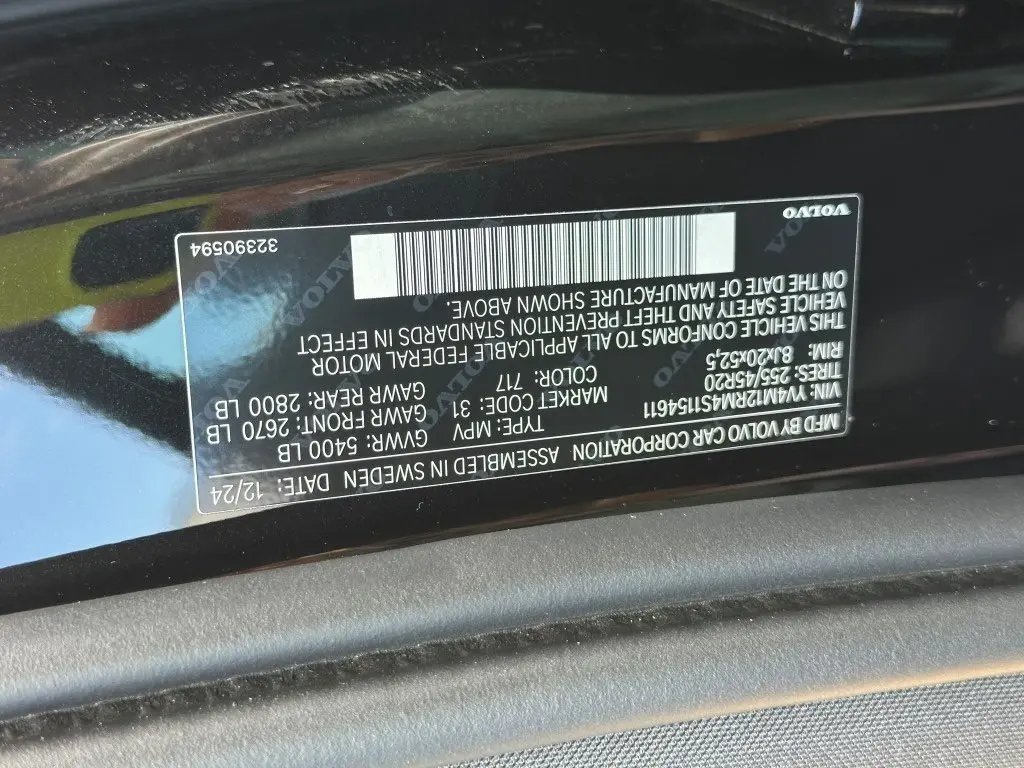 MFD BY VOLVO CAR CORPORATION ASSEMBLED IN SWEDEN DATE: 12/24
VIN: YV4M12RM4S1154611 TYPE: MPV GVWR: 5400 LB
TIRES: 255/45R20 MARKET CODE: 31 GAWR FRONT: 2670 LB
RIM: 8Jx20x52,5 COLOR: 717 GAWR REAR: 2800 LB
THIS VEHICLE CONFORMS TO ALL APPLICABLE FEDERAL MOTOR
VEHICLE SAFETY AND THEFT PREVENTION STANDARDS IN EFFECT
ON THE DATE OF MANUFACTURE SHOWN ABOVE.
VOLVO 32390594